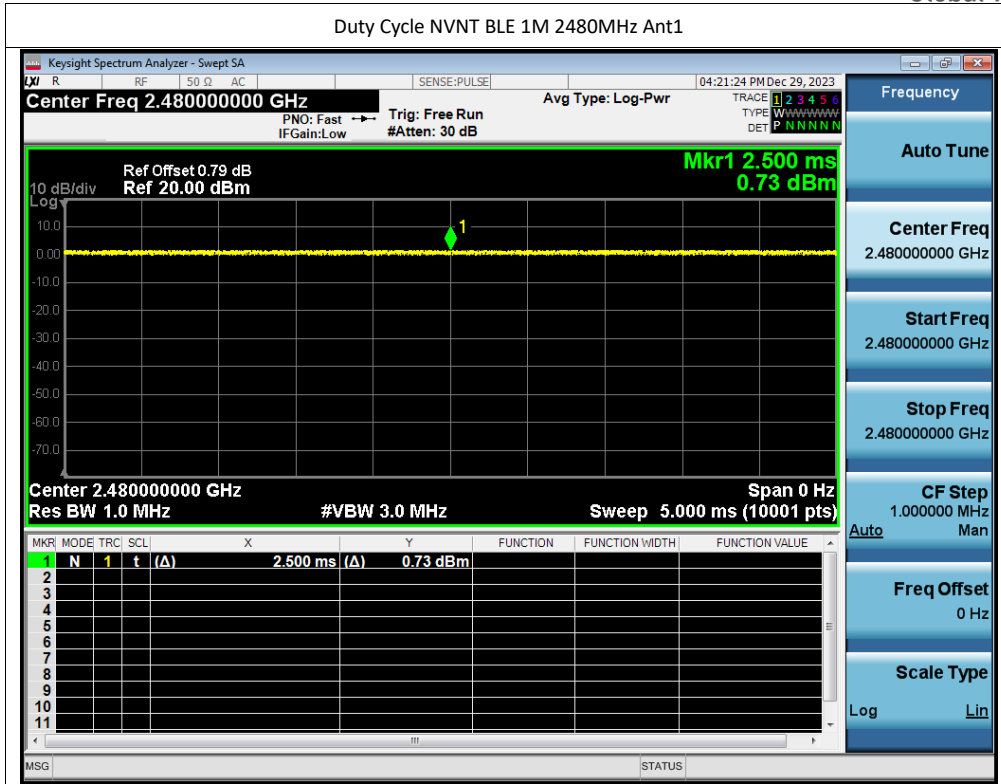 Duty Cycle NVNT BLE 1M 2480MHz Ant1
Keysight Spectrum Analyzer - Swept SA
LXI R RF 50 Ω AC SENSE:PULSE 04:21:24 PM Dec 29, 2023
Center Freq 2.480000000 GHz Avg Type: Log-Pwr TRACE 1 2 3 4 5 6
PNO: Fast Trig: Free Run TYPE WWWWWW
IFGain:Low #Atten: 30 dB DET P N N N N N
Mkr1 2.500 ms
0.73 dBm
Ref Offset 0.79 dB
10 dB/div Ref 20.00 dBm
Log
1
10.0
0.00
-10.0
-20.0
-30.0
-40.0
-50.0
-60.0
-70.0
Center 2.480000000 GHz Span 0 Hz
Res BW 1.0 MHz #VBW 3.0 MHz Sweep 5.000 ms (10001 pts)
MKR MODE TRC SCL X Y FUNCTION FUNCTION WIDTH FUNCTION VALUE
1 N 1 t (Δ) 2.500 ms (Δ) 0.73 dBm
2
3
4
5
6
7
8
9
10
11
MSG STATUS
Frequency
Auto Tune
Center Freq
2.480000000 GHz
Start Freq
2.480000000 GHz
Stop Freq
2.480000000 GHz
CF Step
1.000000 MHz
Auto Man
Freq Offset
0 Hz
Scale Type
Log Lin